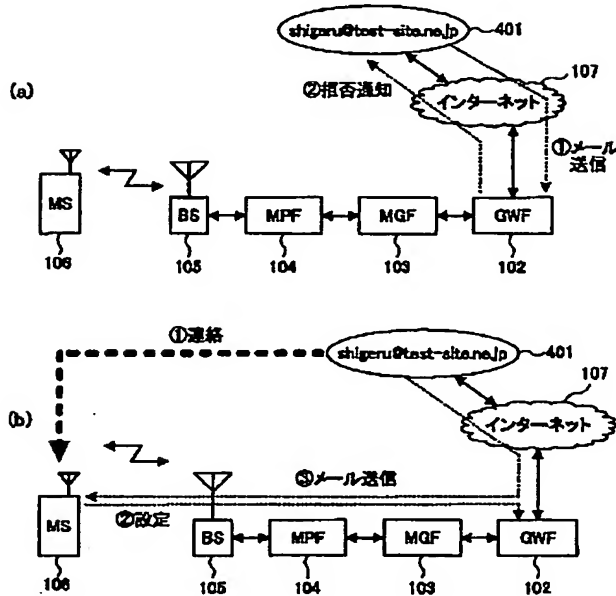 (a)
shigeru@test-site.ne.jp
401
107
②拒否通知
インターネット
①メール
送信
MS
BS
MPF
MGF
GWF
106
105
104
103
102
(b)
①連絡
shigeru@test-site.ne.jp
401
107
インターネット
③メール送信
②設定
MS
BS
MPF
MGF
GWF
106
105
104
103
102